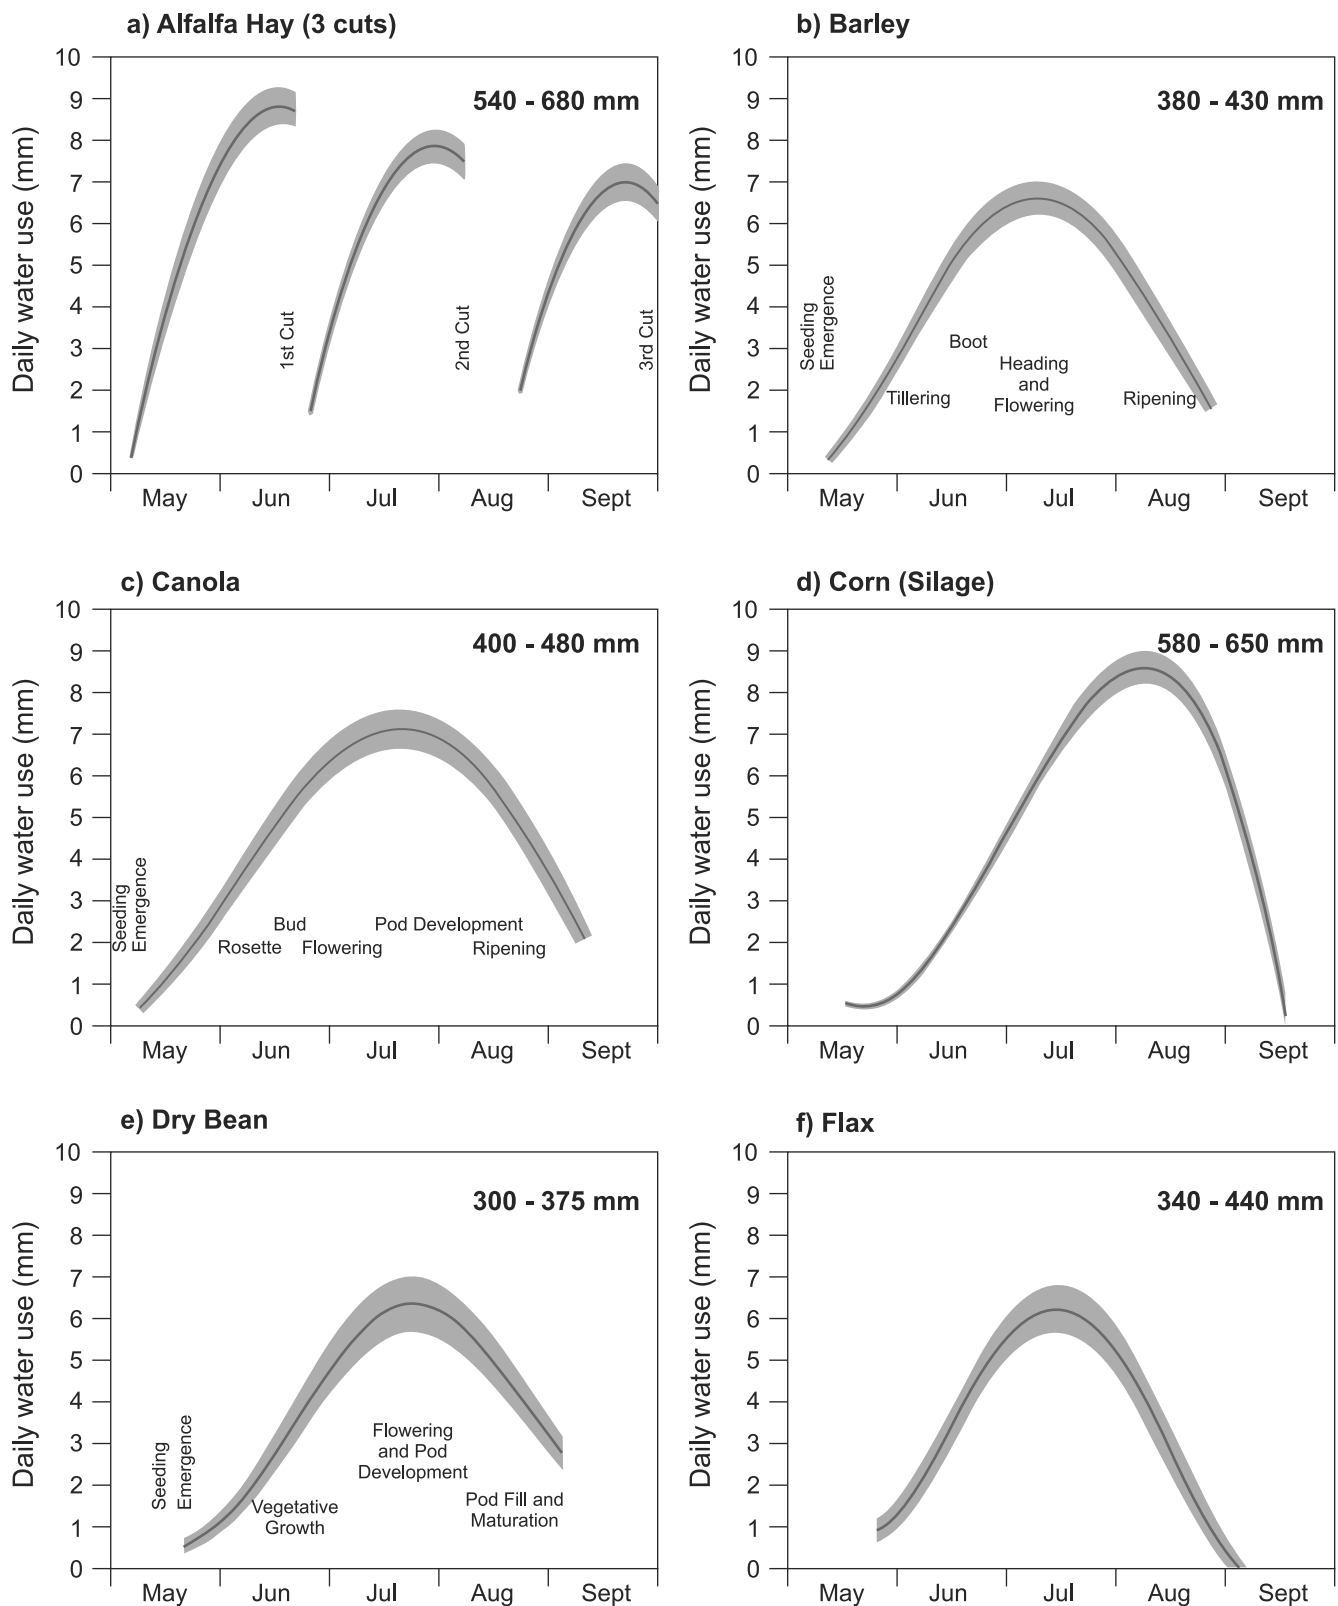 a) Alfalfa Hay (3 cuts)
Daily water use (mm)
10
9
8
7
6
5
4
3
2
1
0
540 - 680 mm
1st Cut
2nd Cut
3rd Cut
May
Jun
Jul
Aug
Sept
b) Barley
Daily water use (mm)
10
9
8
7
6
5
4
3
2
1
0
380 - 430 mm
Seeding
Emergence
Boot
Heading
and
Flowering
Tillering
Ripening
May
Jun
Jul
Aug
Sept
c) Canola
Daily water use (mm)
10
9
8
7
6
5
4
3
2
1
0
400 - 480 mm
Seeding
Emergence
Bud
Pod Development
Rosette
Flowering
Ripening
May
Jun
Jul
Aug
Sept
d) Corn (Silage)
Daily water use (mm)
10
9
8
7
6
5
4
3
2
1
0
580 - 650 mm
May
Jun
Jul
Aug
Sept
e) Dry Bean
Daily water use (mm)
10
9
8
7
6
5
4
3
2
1
0
300 - 375 mm
Seeding
Emergence
Flowering
and Pod
Development
Vegetative
Growth
Pod Fill and
Maturation
May
Jun
Jul
Aug
Sept
f) Flax
Daily water use (mm)
10
9
8
7
6
5
4
3
2
1
0
340 - 440 mm
May
Jun
Jul
Aug
Sept